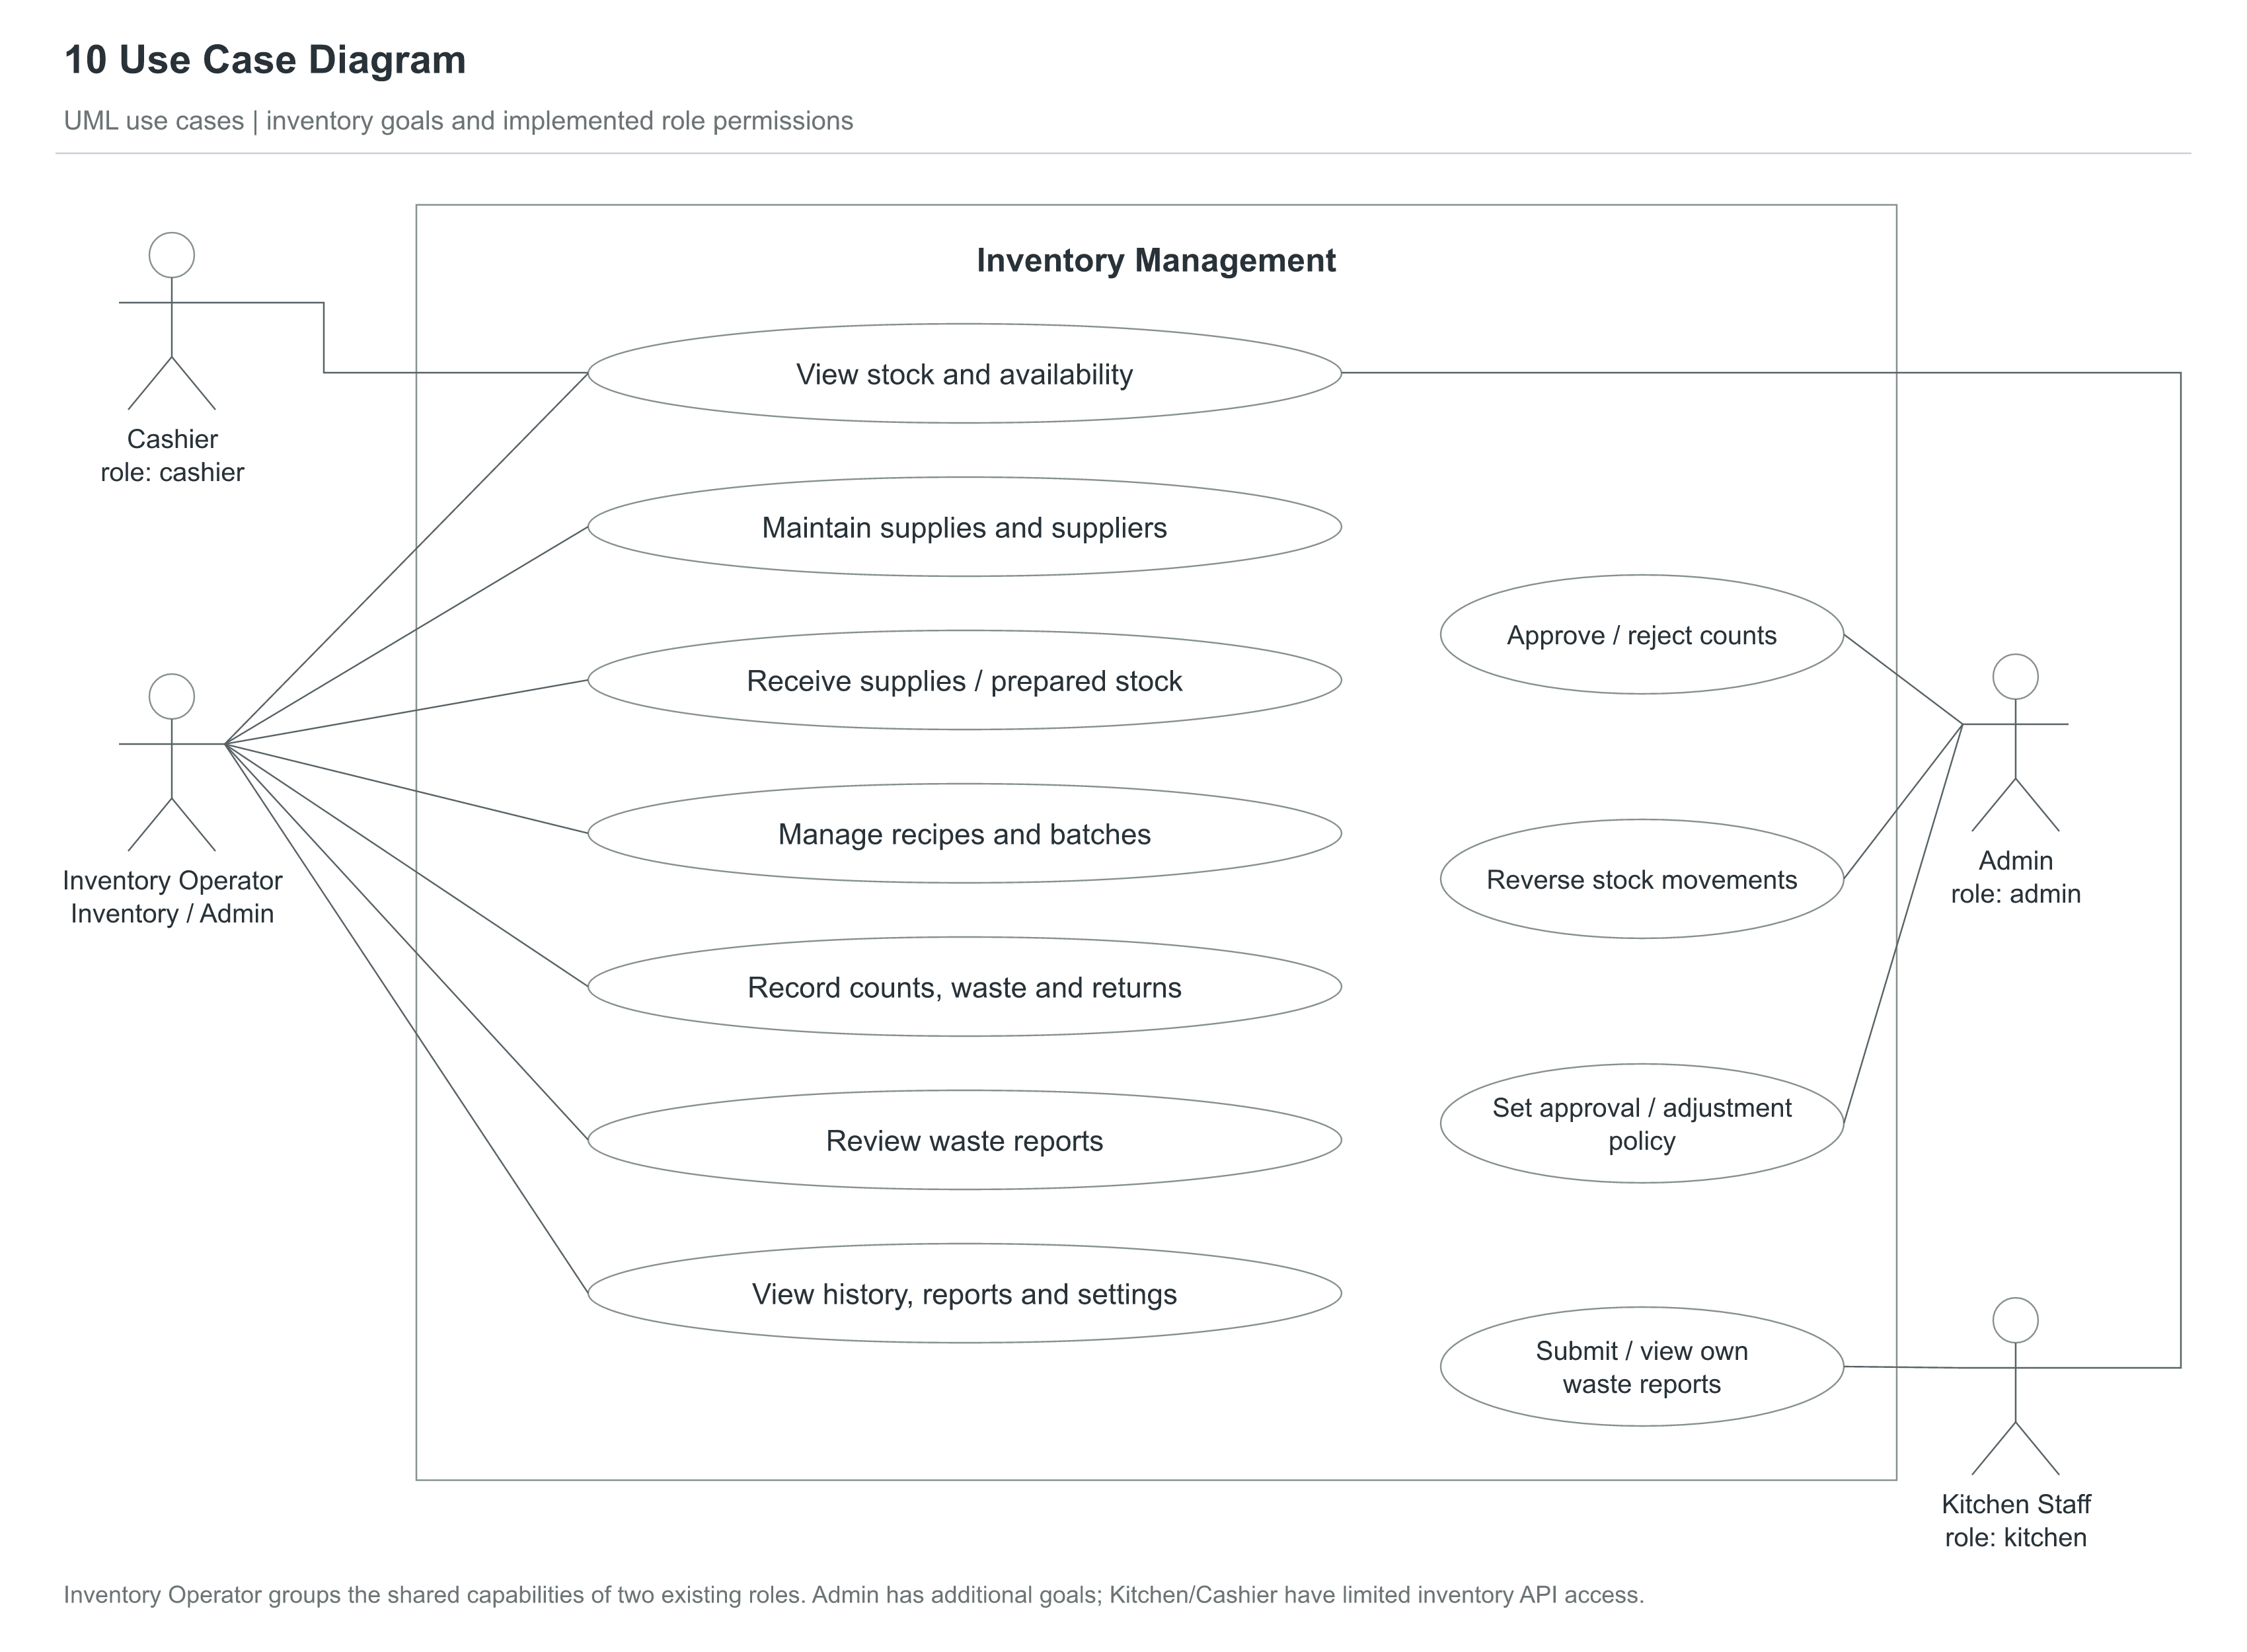 10 Use Case Diagram
UML use cases | inventory goals and implemented role permissions
Inventory Management
Cashier
role: cashier
Inventory Operator
Inventory / Admin
View stock and availability
Maintain supplies and suppliers
Receive supplies / prepared stock
Manage recipes and batches
Record counts, waste and returns
Review waste reports
View history, reports and settings
Approve / reject counts
Reverse stock movements
Set approval / adjustment
policy
Submit / view own
waste reports
Admin
role: admin
Kitchen Staff
role: kitchen
Inventory Operator groups the shared capabilities of two existing roles. Admin has additional goals; Kitchen/Cashier have limited inventory API access.